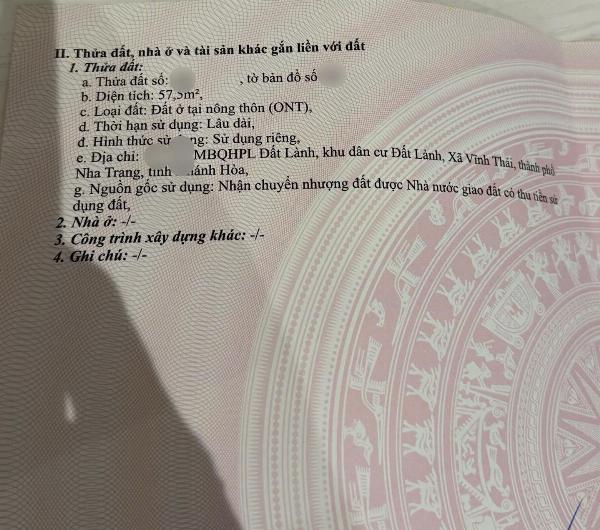 II. Thửa đất, nhà ở và tài sản khác gắn liền với đất
1. Thửa đất:
a. Thửa đất số: , tờ bản đồ số
b. Diện tích: 57,5m²,
c. Loại đất: Đất ở tại nông thôn (ONT),
d. Thời hạn sử dụng: Lâu dài,
đ. Hình thức sử dụng: Sử dụng riêng,
e. Địa chỉ: MBQHPL Đất Lành, khu dân cư Đất Lành, Xã Vĩnh Thái, thành phố
Nha Trang, tỉnh Khánh Hòa,
g. Nguồn gốc sử dụng: Nhận chuyển nhượng đất được Nhà nước giao đất có thu tiền sử
dụng đất,
2. Nhà ở: -/-
3. Công trình xây dựng khác: -/-
4. Ghi chú: -/-